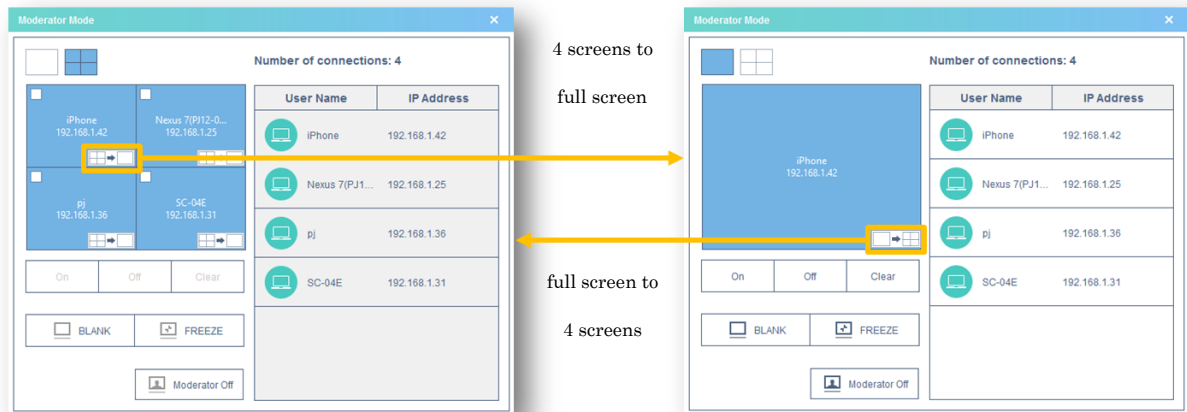 Moderator Mode
Number of connections: 4
iPhone
192.168.1.42
Nexus 7(PJ12-0...
192.168.1.25
pj
192.168.1.36
SC-04E
192.168.1.31
User Name IP Address
iPhone 192.168.1.42
Nexus 7(PJ1... 192.168.1.25
pj 192.168.1.36
SC-04E 192.168.1.31
On Off Clear
BLANK FREEZE
Moderator Off
4 screens to
full screen
full screen to
4 screens
Moderator Mode
Number of connections: 4
iPhone
192.168.1.42
User Name IP Address
iPhone 192.168.1.42
Nexus 7(PJ1... 192.168.1.25
pj 192.168.1.36
SC-04E 192.168.1.31
On Off Clear
BLANK FREEZE
Moderator Off